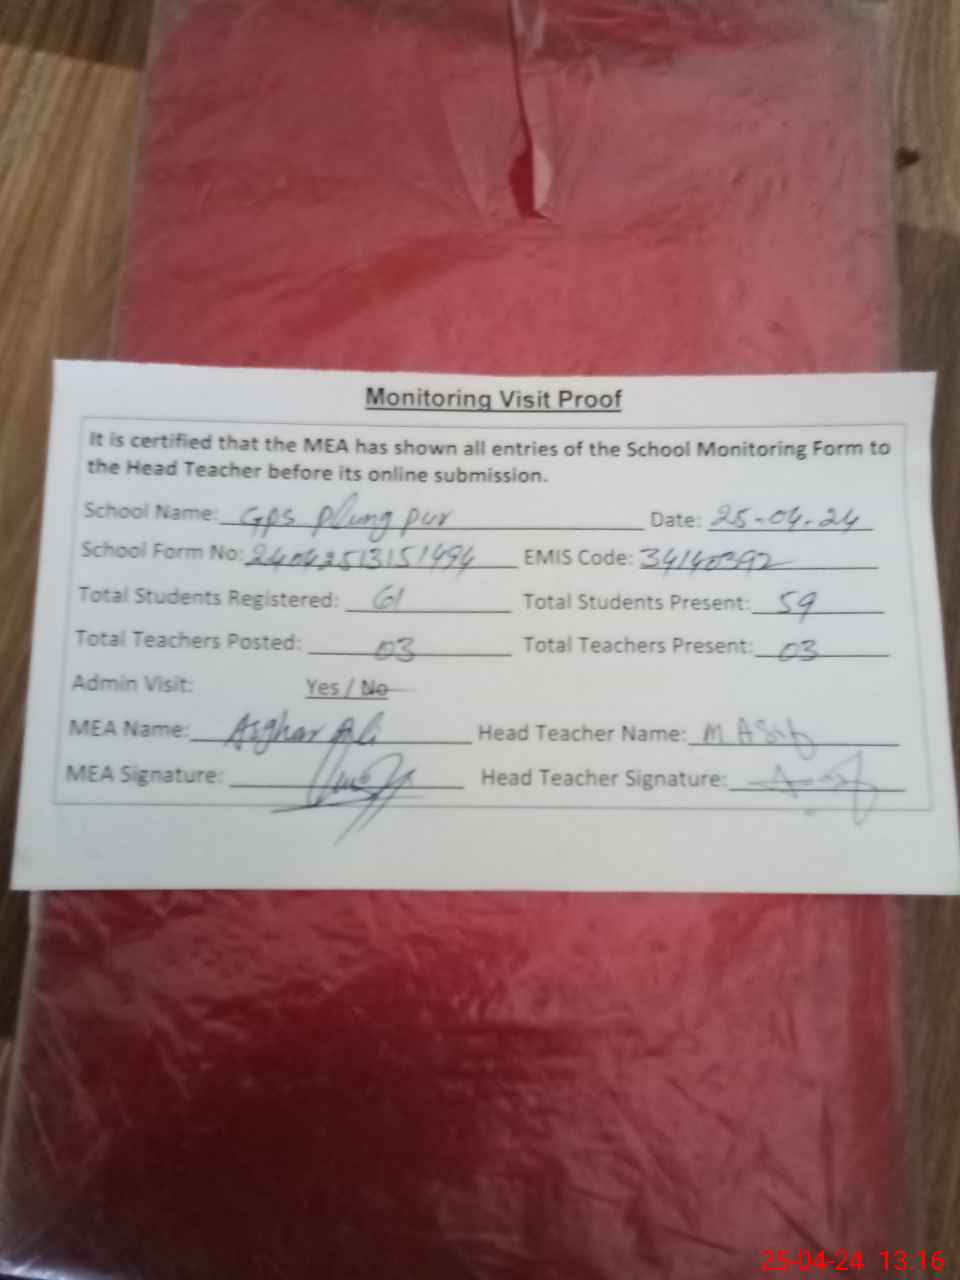 Monitoring Visit Proof
It is certified that the MEA has shown all entries of the School Monitoring Form to
the Head Teacher before its online submission.
School Name: GPS pur Date: 25-04-24
School Form No: 24042513151494 EMIS Code: 34140392
Total Students Registered: 61 Total Students Present: 59
Total Teachers Posted: 03 Total Teachers Present: 03
Admin Visit: Yes / No
MEA Name: Asghar Ali Head Teacher Name: M
MEA Signature: Head Teacher Signature:
25-04-24 13:16